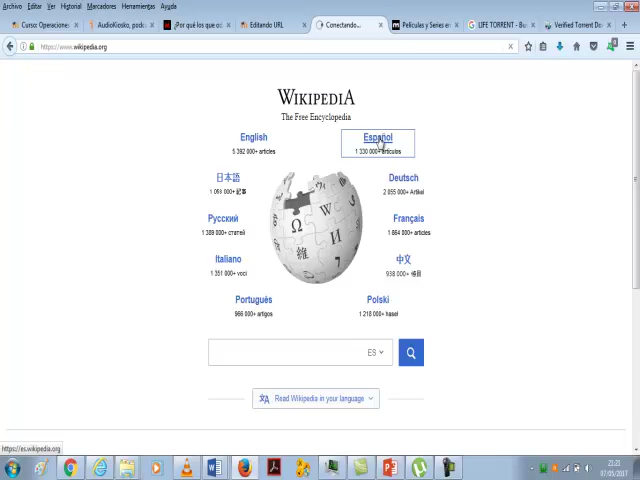 Archivo Editar Ver Historial Marcadores Herramientas Ayuda
Curso: Operacione AudioKiosko, podca ¿Por qué los que od Editando URL Conectando... Películas y Series en LIFE TORRENT - Bus Verified Torrent Do
https://www.wikipedia.org
WIKIPEDIA
The Free Encyclopedia
English
5 392 000+ articles
Español
1 330 000+ artículos
日本語
1 053 000+ 記事
Deutsch
2 055 000+ Artikel
Русский
1 389 000+ статей
Français
1 864 000+ articles
Italiano
1 351 000+ voci
中文
938 000+ 條目
Português
966 000+ artigos
Polski
1 218 000+ haseł
ES
Read Wikipedia in your language
https://es.wikipedia.org
07/05/2017